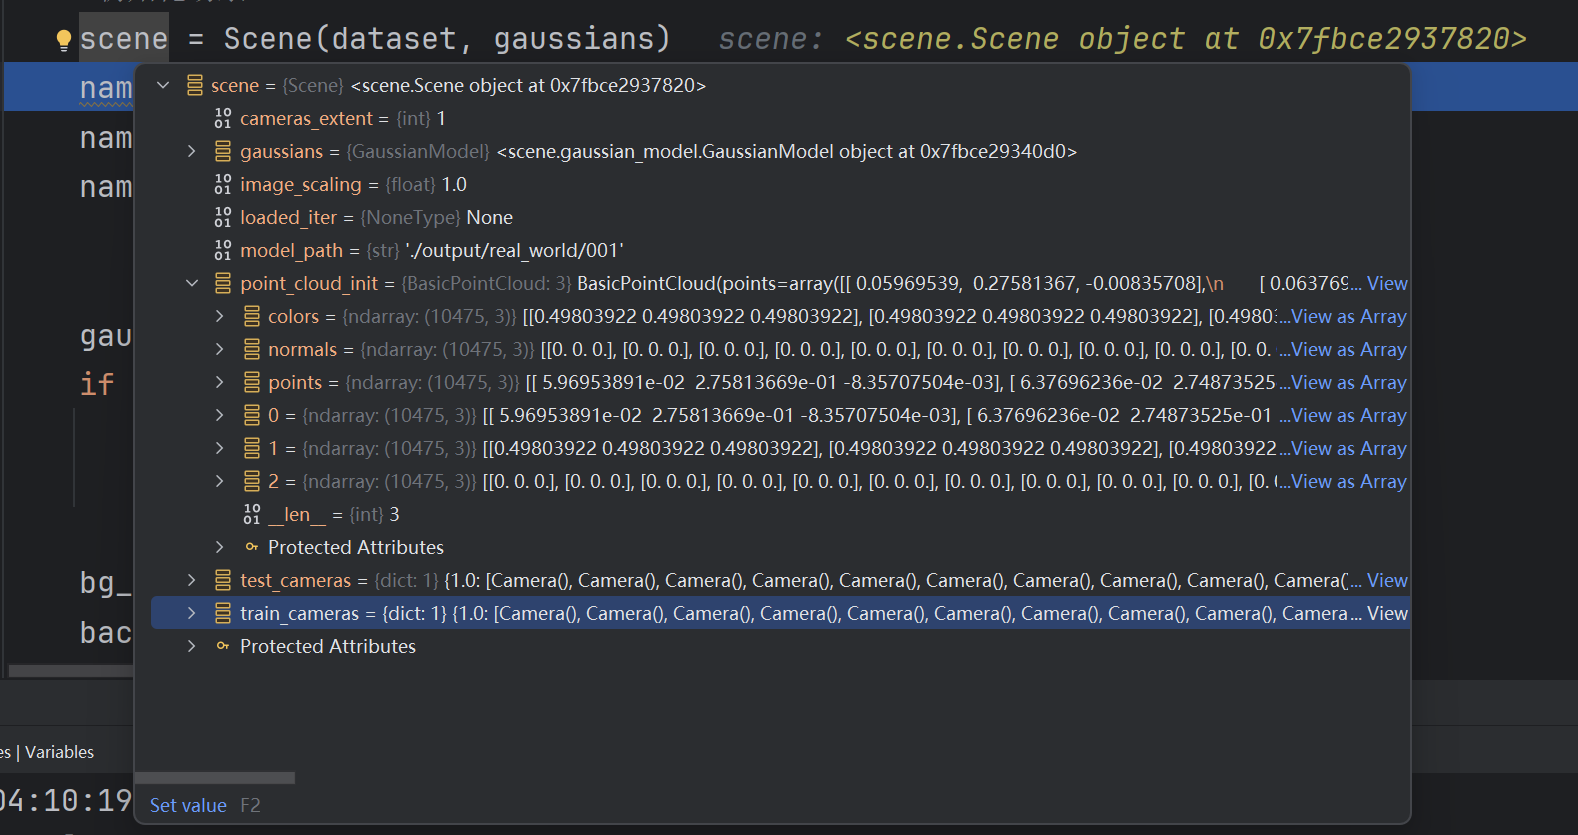 scene = Scene(dataset, gaussians) scene: <scene.Scene object at 0x7fbce2937820>
nam
scene = {Scene} <scene.Scene object at 0x7fbce2937820>
cameras_extent = {int} 1
nam
gaussians = {GaussianModel} <scene.gaussian_model.GaussianModel object at 0x7fbce29340d0>
nam
image_scaling = {float} 1.0
loaded_iter = {NoneType} None
model_path = {str} './output/real_world/001'
point_cloud_init = {BasicPointCloud: 3} BasicPointCloud(points=array([[ 0.05969539, 0.27581367, -0.00835708],\n [ 0.063769... View
colors = {ndarray: (10475, 3)} [[0.49803922 0.49803922 0.49803922], [0.49803922 0.49803922 0.49803922], [0.4980...View as Array
gau
normals = {ndarray: (10475, 3)} [[0. 0. 0.], [0. 0. 0.], [0. 0. 0.], [0. 0. 0.], [0. 0. 0.], [0. 0. 0.], [0. 0. 0.], [0. 0. 0.], [0. 0. 0.], [0. 0. ...View as Array
if
points = {ndarray: (10475, 3)} [[ 5.96953891e-02 2.75813669e-01 -8.35707504e-03], [ 6.37696236e-02 2.74873525...View as Array
0 = {ndarray: (10475, 3)} [[ 5.96953891e-02 2.75813669e-01 -8.35707504e-03], [ 6.37696236e-02 2.74873525e-01 ...View as Array
1 = {ndarray: (10475, 3)} [[0.49803922 0.49803922 0.49803922], [0.49803922 0.49803922 0.49803922], [0.49803922 ...View as Array
2 = {ndarray: (10475, 3)} [[0. 0. 0.], [0. 0. 0.], [0. 0. 0.], [0. 0. 0.], [0. 0. 0.], [0. 0. 0.], [0. 0. 0.], [0. 0. 0.], [0. 0. 0.], [0. 0. 0.], [0. ...View as Array
__len__ = {int} 3
Protected Attributes
bg_
test_cameras = {dict: 1} {1.0: [Camera(), Camera(), Camera(), Camera(), Camera(), Camera(), Camera(), Camera(), Camera(), Camera()... View
bac
train_cameras = {dict: 1} {1.0: [Camera(), Camera(), Camera(), Camera(), Camera(), Camera(), Camera(), Camera(), Camera(), Camera... View
Protected Attributes
es | Variables
04:10:19
Set value F2